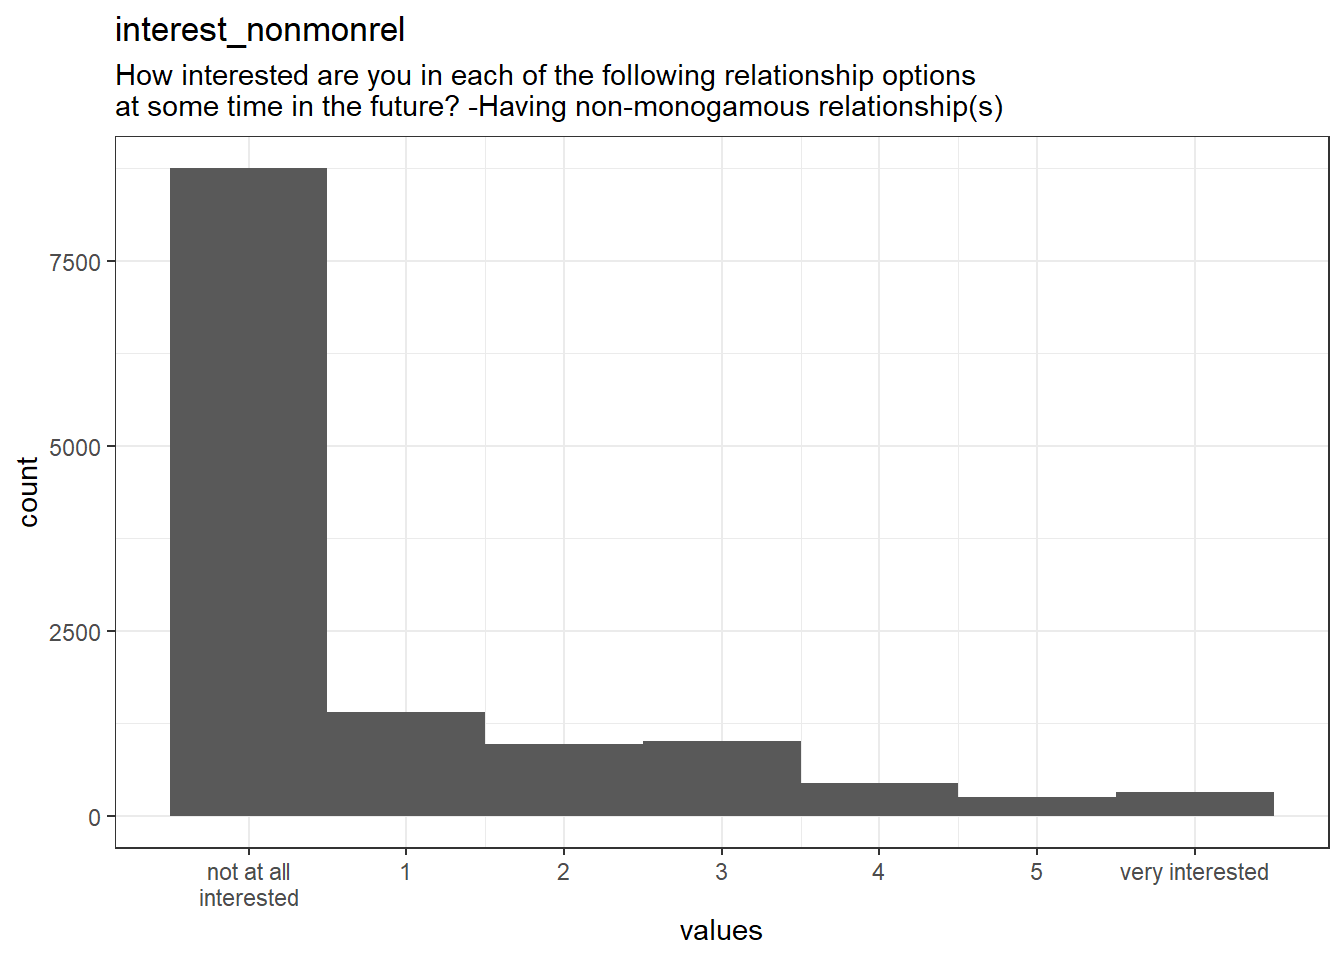 interest_nonmonrel
How interested are you in each of the following relationship options
at some time in the future? -Having non-monogamous relationship(s)
count
7500
5000
2500
0
not at all
interested
1
2
3
4
5
very interested
values